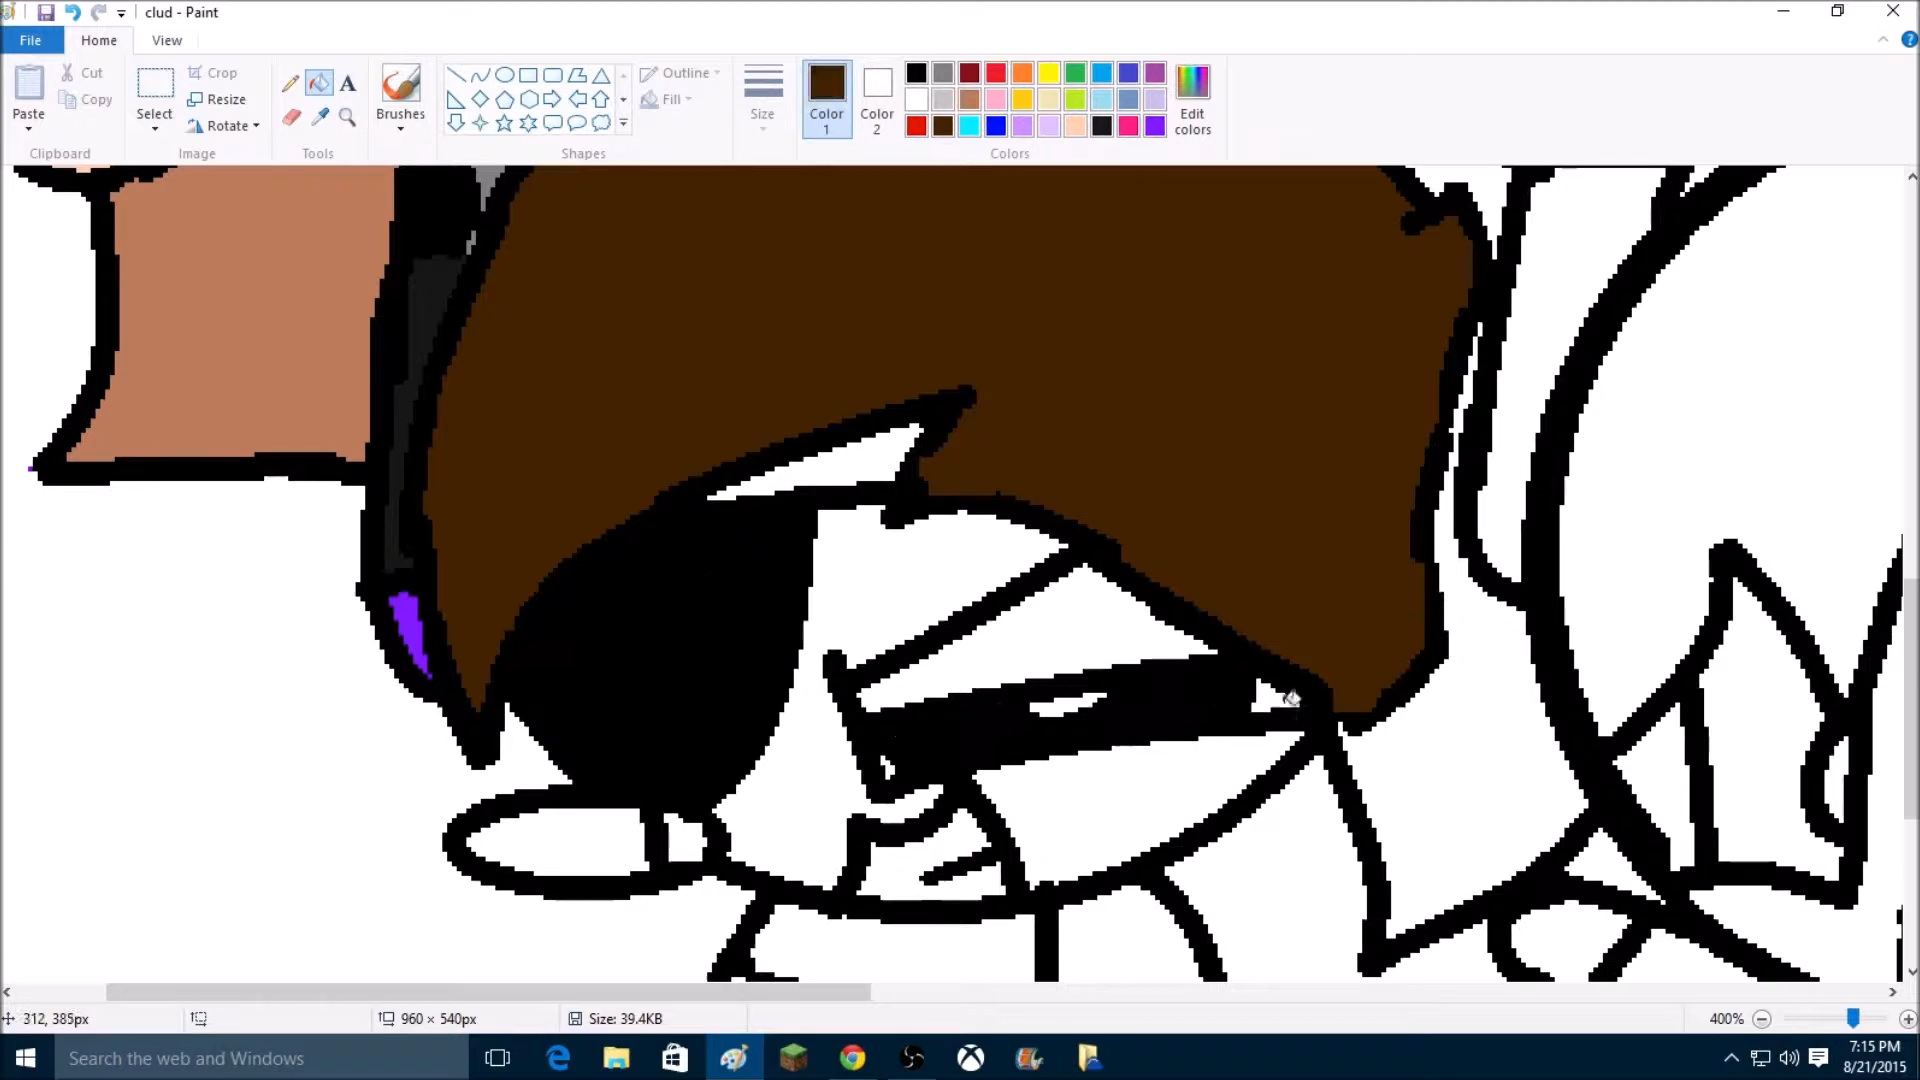 clud - Paint
File Home View
Paste
Cut
Copy
Clipboard
Select
Crop
Resize
Rotate
Image
A
Tools
Brushes
Outline
Fill
Shapes
Size
Color 1
Color 2
Edit colors
Colors
312, 385px
960 × 540px
Size: 39.4KB
400%
Search the web and Windows
7:15 PM
8/21/2015